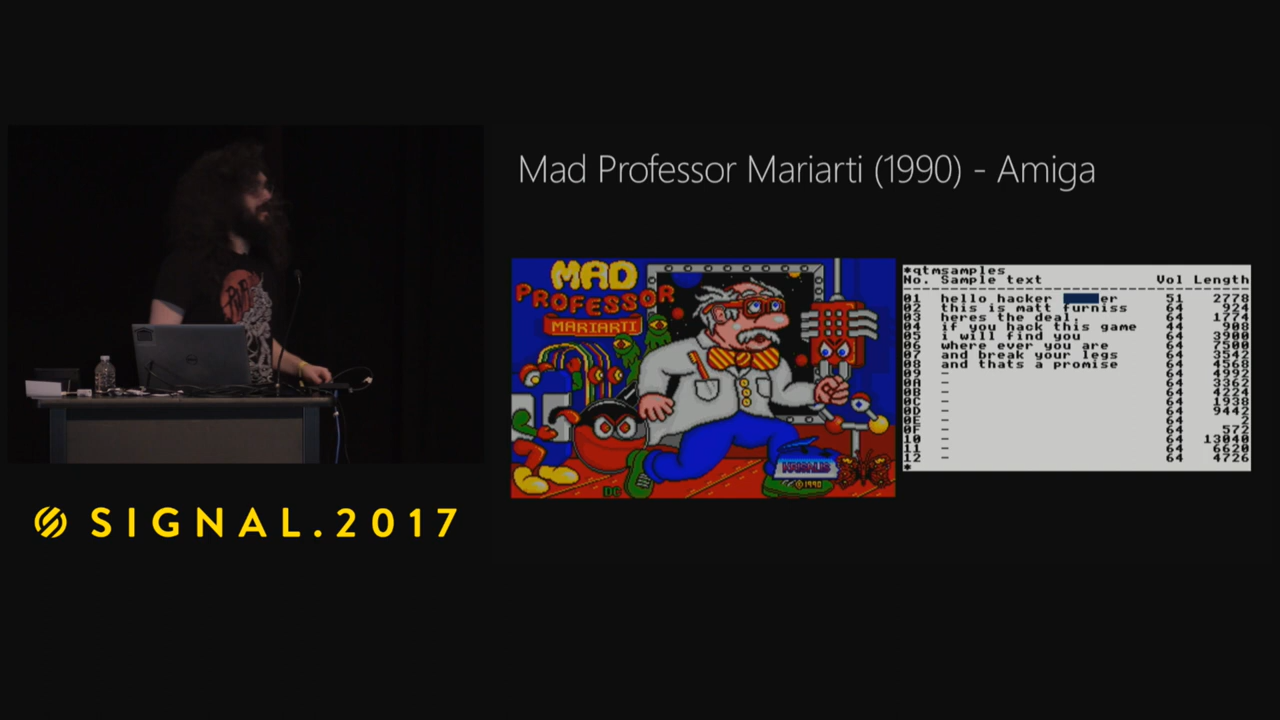 Mad Professor Mariarti (1990) - Amiga
MAD
PROFESSOR
MARIARTI
KRISALIS
©1990
*qtmsamples
No. Sample text Vol Length
01 hello hacker er 51 2778
02 this is matt furniss 64 924
03 heres the deal. 64 1774
04 if you hack this game 44 908
05 i will find you 64 3900
06 where ever you are 64 7500
07 and break your legs 64 3542
08 and thats a promise 64 4568
09 - 64 4992
0A - 64 3362
0B - 64 4224
0C - 64 1938
0D - 64 9442
0E - 64 2
0F - 64 572
10 - 64 13040
11 - 64 6620
12 - 64 4726
*
SIGNAL.2017